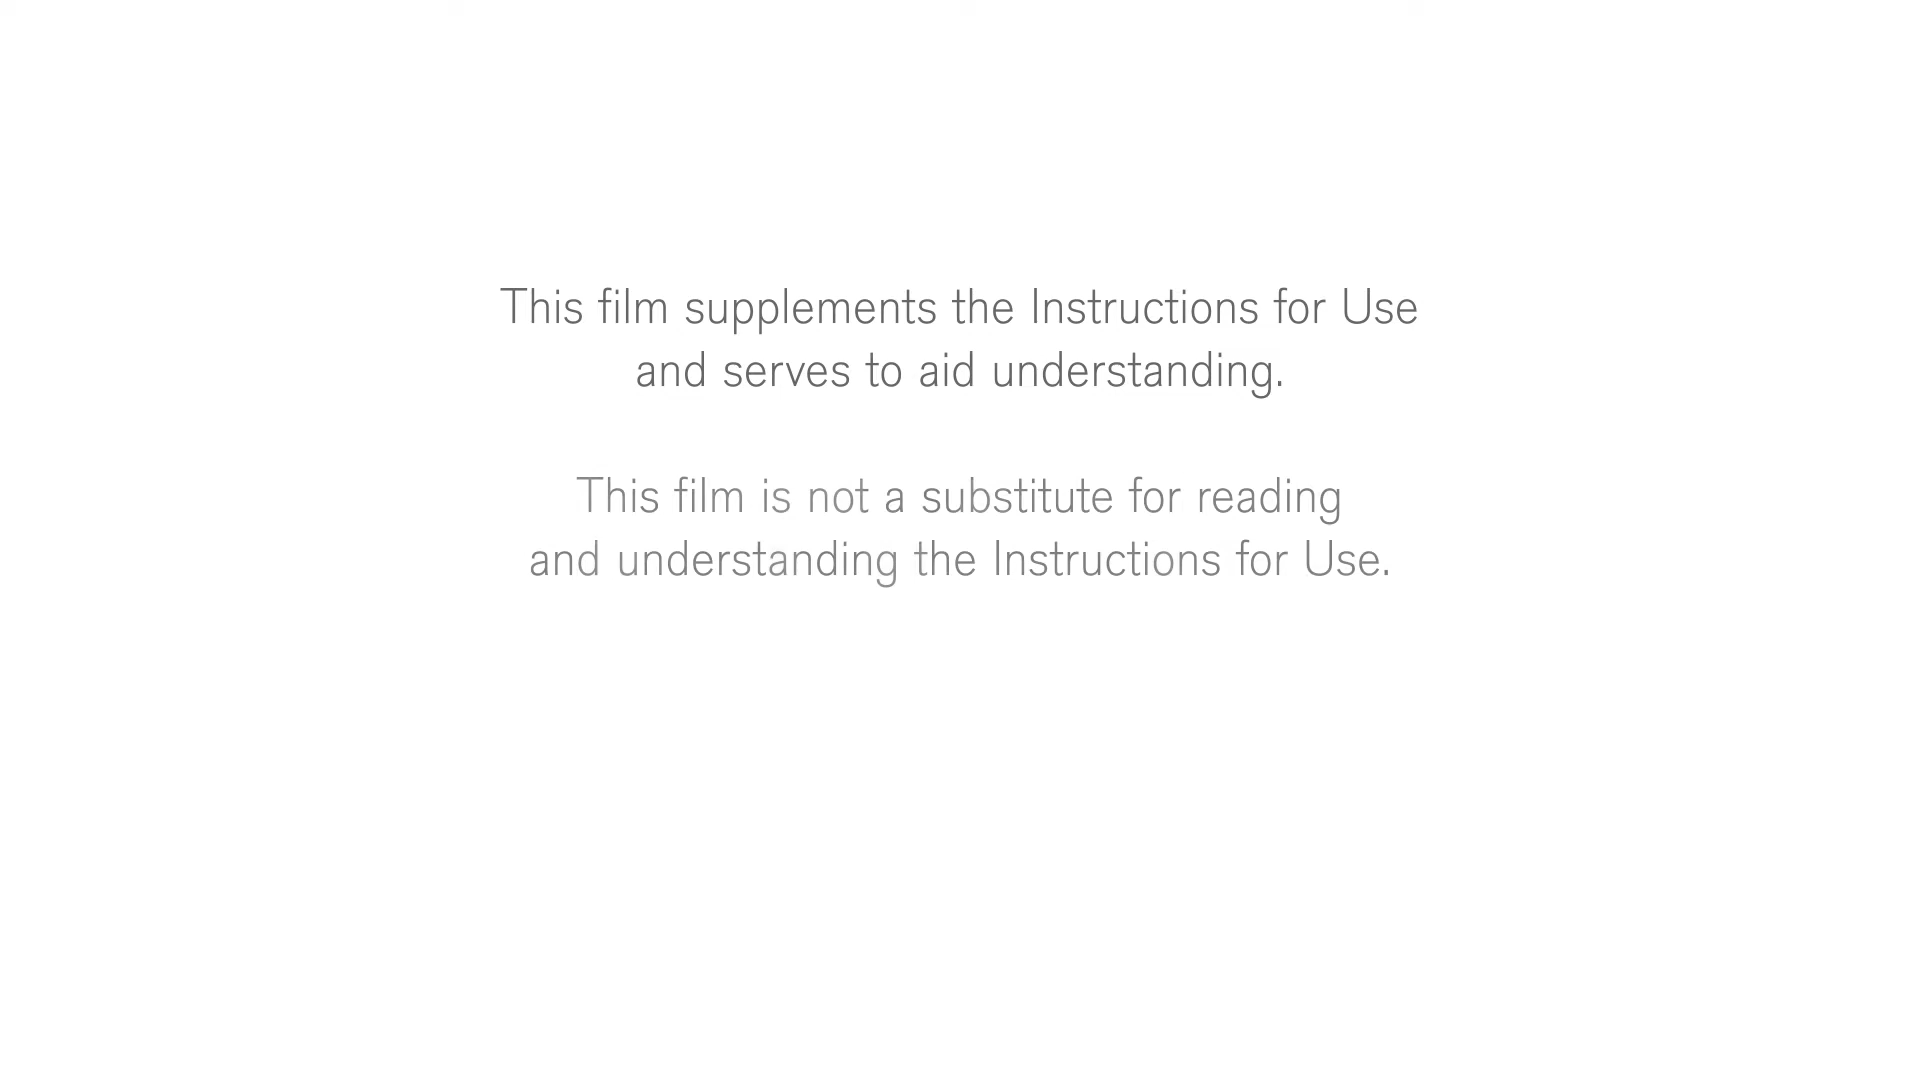 This film supplements the Instructions for Use
and serves to aid understanding.
This film is not a substitute for reading
and understanding the Instructions for Use.